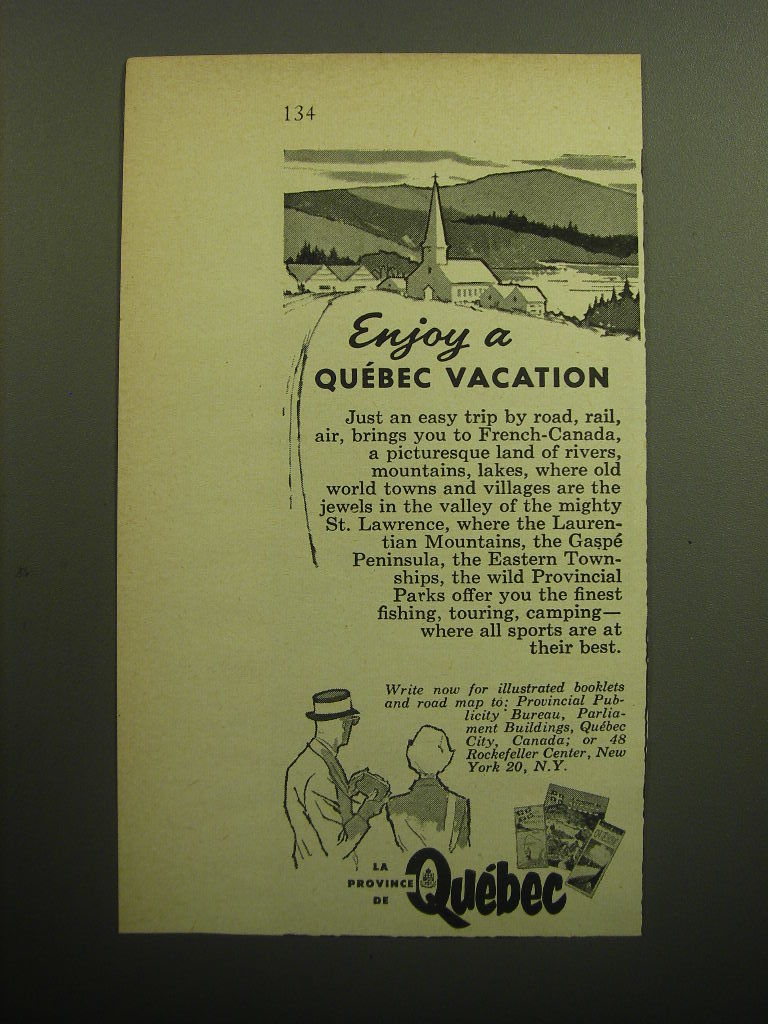 134
Enjoy a
QUÉBEC VACATION
Just an easy trip by road, rail,
air, brings you to French-Canada,
a picturesque land of rivers,
mountains, lakes, where old
world towns and villages are the
jewels in the valley of the mighty
St. Lawrence, where the Lauren-
tian Mountains, the Gaspé
Peninsula, the Eastern Town-
ships, the wild Provincial
Parks offer you the finest
fishing, touring, camping—
where all sports are at
their best.
Write now for illustrated booklets
and road map to: Provincial Pub-
licity Bureau, Parlia-
ment Buildings, Québec
City, Canada; or 48
Rockefeller Center, New
York 20, N.Y.
LA
PROVINCE
DE
Québec